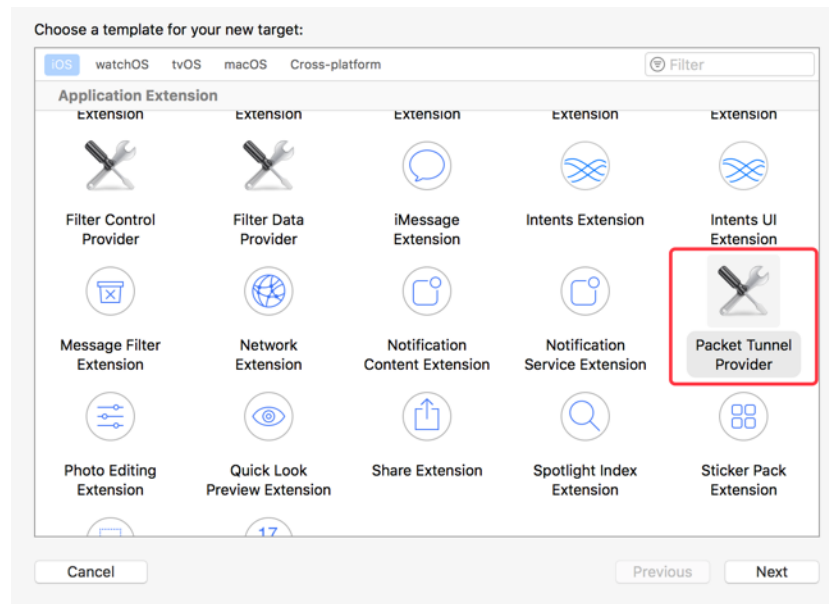 Choose a template for your new target:
iOS watchOS tvOS macOS Cross-platform Filter
Application Extension
Extension Extension Extension Extension Extension
Filter Control Filter Data iMessage Intents Extension Intents UI
Provider Provider Extension Extension
Message Filter Network Notification Notification Packet Tunnel
Extension Extension Content Extension Service Extension Provider
Photo Editing Quick Look Share Extension Spotlight Index Sticker Pack
Extension Preview Extension Extension Extension
17
Cancel Previous Next